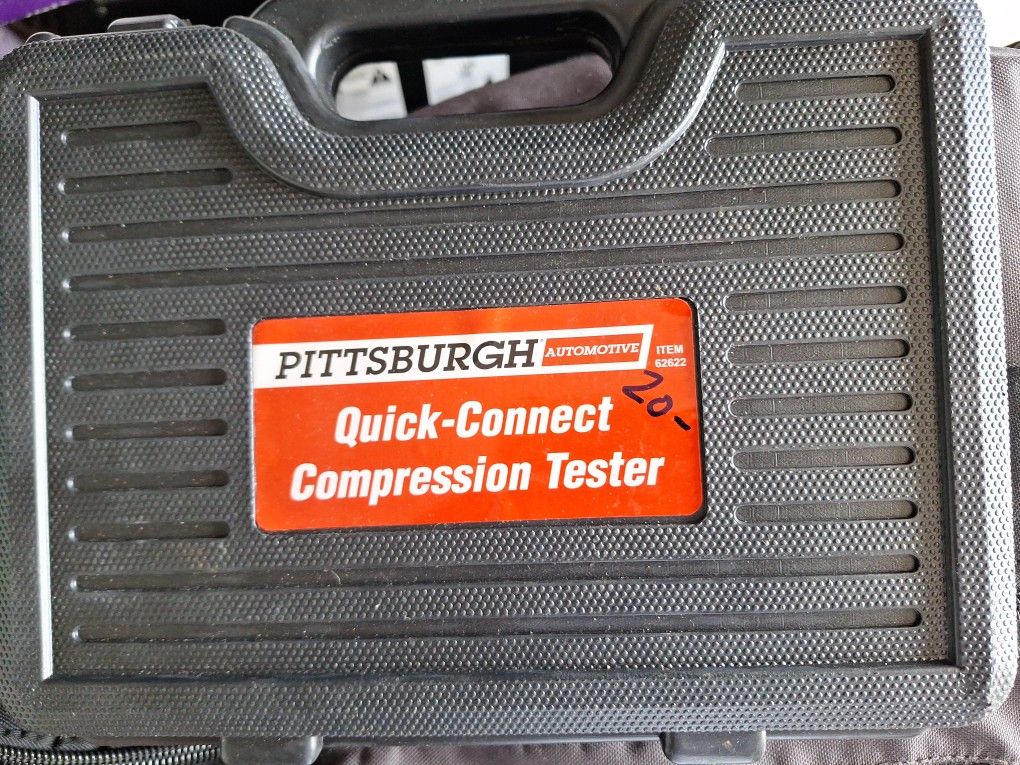 PITTSBURGH AUTOMOTIVE
ITEM
62622
20-
Quick-Connect
Compression Tester